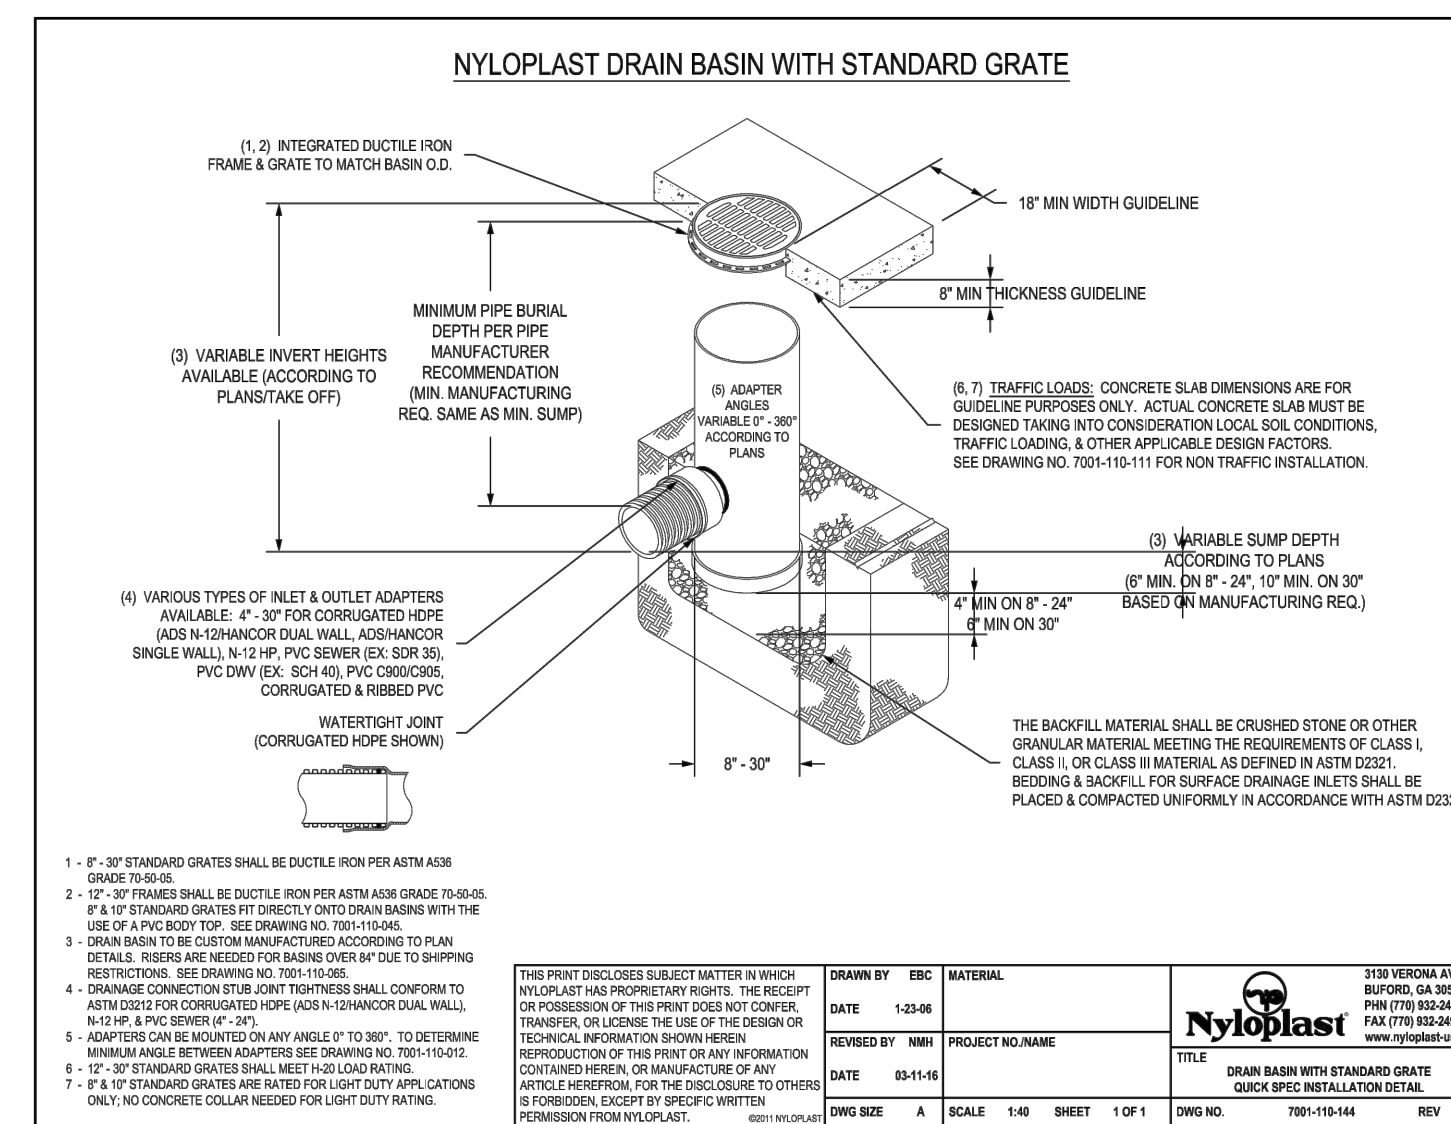 NYLOPLAST DRAIN BASIN WITH STANDARD GRATE
(1, 2) INTEGRATED DUCTILE IRON
FRAME & GRATE TO MATCH BASIN O.D.
18" MIN WIDTH GUIDELINE
8" MIN THICKNESS GUIDELINE
MINIMUM PIPE BURIAL
DEPTH PER PIPE
MANUFACTURER
RECOMMENDATION
(MIN. MANUFACTURING
REQ. SAME AS MIN. SUMP)
(3) VARIABLE INVERT HEIGHTS
AVAILABLE (ACCORDING TO
PLANS/TAKE OFF)
(5) ADAPTER
ANGLES
VARIABLE 0° - 360°
ACCORDING TO
PLANS
(6, 7) TRAFFIC LOADS: CONCRETE SLAB DIMENSIONS ARE FOR
GUIDELINE PURPOSES ONLY. ACTUAL CONCRETE SLAB MUST BE
DESIGNED TAKING INTO CONSIDERATION LOCAL SOIL CONDITIONS,
TRAFFIC LOADING, & OTHER APPLICABLE DESIGN FACTORS.
SEE DRAWING NO. 7001-110-111 FOR NON TRAFFIC INSTALLATION.
(3) VARIABLE SUMP DEPTH
ACCORDING TO PLANS
(6" MIN. ON 8" - 24", 10" MIN. ON 30"
BASED ON MANUFACTURING REQ.)
4" MIN ON 8" - 24"
6" MIN ON 30"
(4) VARIOUS TYPES OF INLET & OUTLET ADAPTERS
AVAILABLE: 4" - 30" FOR CORRUGATED HDPE
(ADS N-12/HANCOR DUAL WALL, ADS/HANCOR
SINGLE WALL), N-12 HP, PVC SEWER (EX: SDR 35),
PVC DWV (EX: SCH 40), PVC C900/C905,
CORRUGATED & RIBBED PVC
WATERTIGHT JOINT
(CORRUGATED HDPE SHOWN)
8" - 30"
THE BACKFILL MATERIAL SHALL BE CRUSHED STONE OR OTHER
GRANULAR MATERIAL MEETING THE REQUIREMENTS OF CLASS I,
CLASS II, OR CLASS III MATERIAL AS DEFINED IN ASTM D2321.
BEDDING & BACKFILL FOR SURFACE DRAINAGE INLETS SHALL BE
PLACED & COMPACTED UNIFORMLY IN ACCORDANCE WITH ASTM D232
1 - 8" - 30" STANDARD GRATES SHALL BE DUCTILE IRON PER ASTM A536
GRADE 70-50-05.
2 - 12" - 30" FRAMES SHALL BE DUCTILE IRON PER ASTM A536 GRADE 70-50-05.
8" & 10" STANDARD GRATES FIT DIRECTLY ONTO DRAIN BASINS WITH THE
USE OF A PVC BODY TOP. SEE DRAWING NO. 7001-110-045.
3 - DRAIN BASIN TO BE CUSTOM MANUFACTURED ACCORDING TO PLAN
DETAILS. RISERS ARE NEEDED FOR BASINS OVER 84" DUE TO SHIPPING
RESTRICTIONS. SEE DRAWING NO. 7001-110-065.
4 - DRAINAGE CONNECTION STUB JOINT TIGHTNESS SHALL CONFORM TO
ASTM D3212 FOR CORRUGATED HDPE (ADS N-12/HANCOR DUAL WALL),
N-12 HP, & PVC SEWER (4" - 24").
5 - ADAPTERS CAN BE MOUNTED ON ANY ANGLE 0° TO 360°. TO DETERMINE
MINIMUM ANGLE BETWEEN ADAPTERS SEE DRAWING NO. 7001-110-012.
6 - 12" - 30" STANDARD GRATES SHALL MEET H-20 LOAD RATING.
7 - 8" & 10" STANDARD GRATES ARE RATED FOR LIGHT DUTY APPLICATIONS
ONLY; NO CONCRETE COLLAR NEEDED FOR LIGHT DUTY RATING.
THIS PRINT DISCLOSES SUBJECT MATTER IN WHICH
NYLOPLAST HAS PROPRIETARY RIGHTS. THE RECEIPT
OR POSSESSION OF THIS PRINT DOES NOT CONFER,
TRANSFER, OR LICENSE THE USE OF THE DESIGN OR
TECHNICAL INFORMATION SHOWN HEREIN
REPRODUCTION OF THIS PRINT OR ANY INFORMATION
CONTAINED HEREIN, OR MANUFACTURE OF ANY
ARTICLE HEREFROM, FOR THE DISCLOSURE TO OTHERS
IS FORBIDDEN, EXCEPT BY SPECIFIC WRITTEN
PERMISSION FROM NYLOPLAST.
©2011 NYLOPLAST
DRAWN BY EBC
DATE 1-23-06
REVISED BY NMH
DATE 03-11-16
DWG SIZE A
MATERIAL
PROJECT NO./NAME
SCALE 1:40 SHEET 1 OF 1
Nyloplast®
3130 VERONA AV
BUFORD, GA 305
PHN (770) 932-24
FAX (770) 932-249
www.nyloplast-us
TITLE
DRAIN BASIN WITH STANDARD GRATE
QUICK SPEC INSTALLATION DETAIL
DWG NO. 7001-110-144 REV